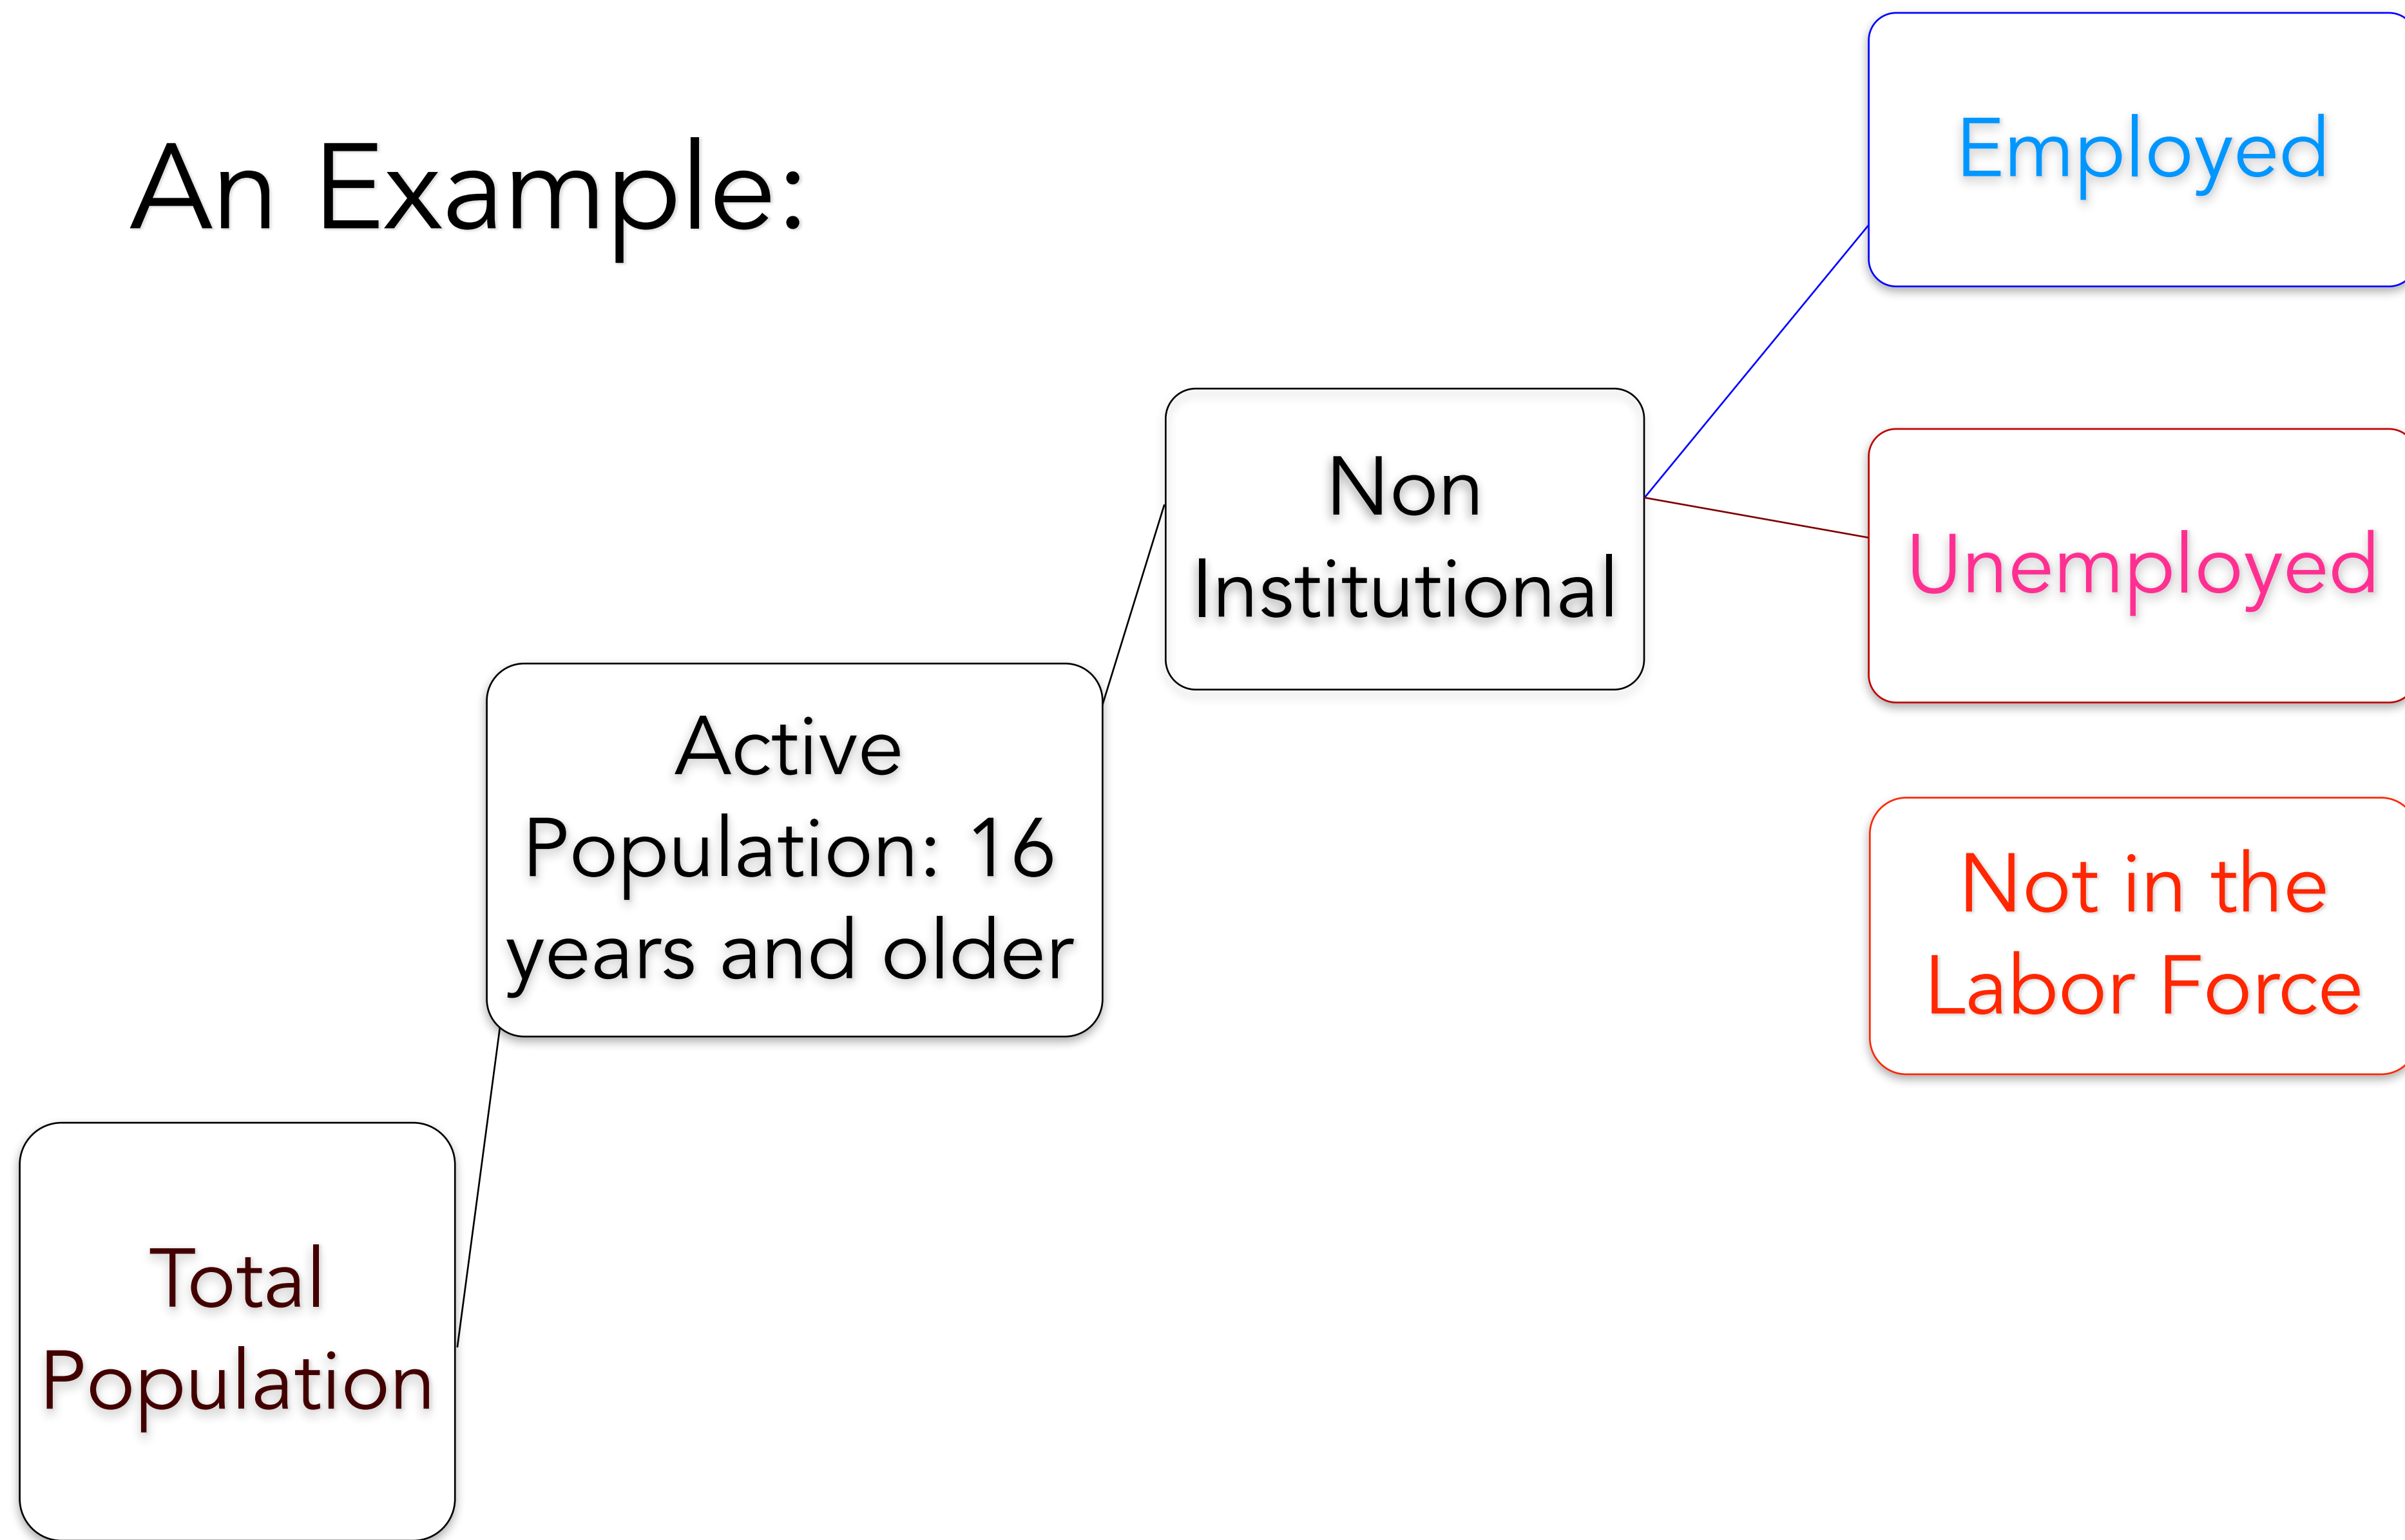 An Example:
Employed
Non
Institutional
Unemployed
Active
Population: 16
years and older
Not in the
Labor Force
Total
Population